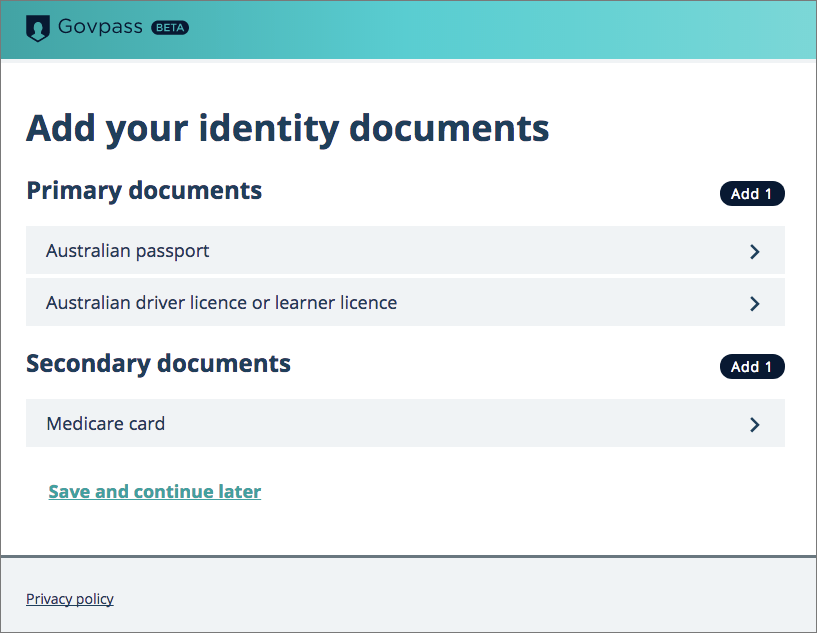 Govpass BETA
Add your identity documents
Primary documents Add 1
Australian passport
Australian driver licence or learner licence
Secondary documents Add 1
Medicare card
Save and continue later
Privacy policy